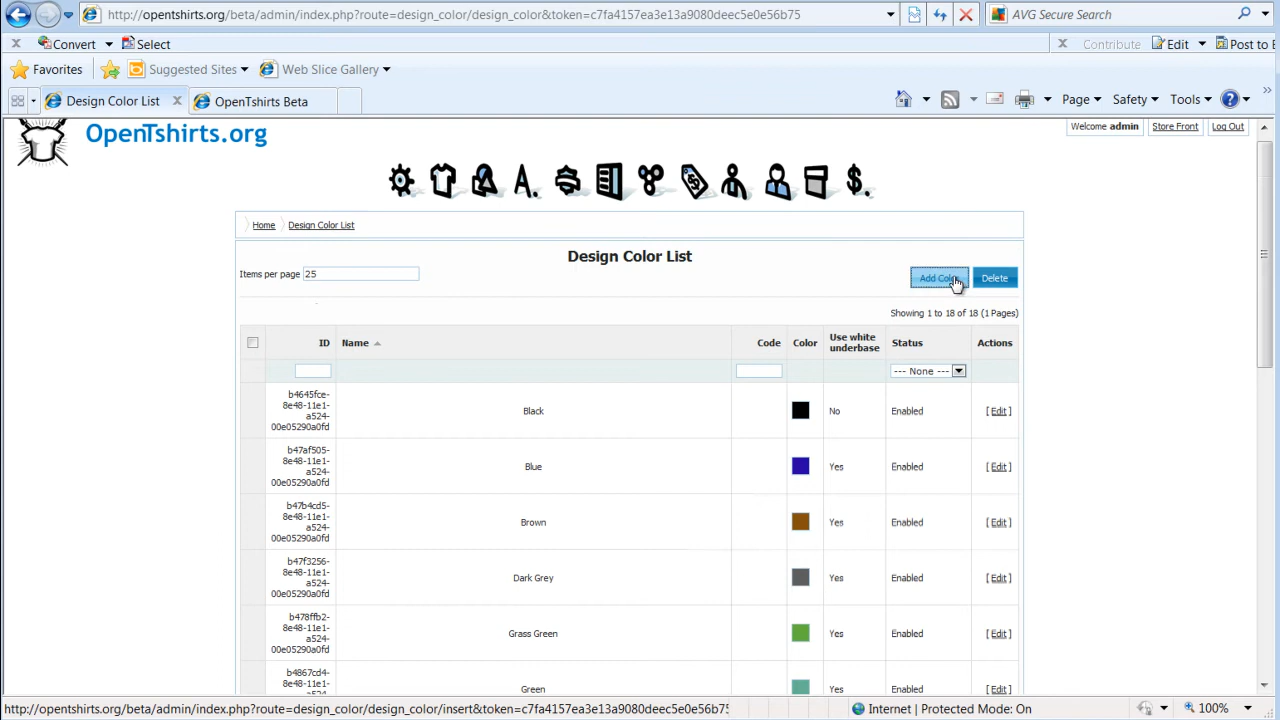 http://opentshirts.org/beta/admin/index.php?route=design_color/design_color&token=c7fa4157ea3e13a9080deec5e0e56b75
AVG Secure Search
Convert
Select
Contribute
Edit
Post to
Favorites
Suggested Sites
Web Slice Gallery
Design Color List
OpenTshirts Beta
Page
Safety
Tools
OpenTshirts.org
Welcome admin
Store Front
Log Out
Home
Design Color List
Design Color List
Items per page 25
Add Color
Delete
Showing 1 to 18 of 18 (1 Pages)
ID Name Code Color Use white underbase Status Actions
--- None ---
b4645fce-
8e48-11e1-
a524-
00e05290a0fd
Black No Enabled [ Edit ]
b47af505-
8e48-11e1-
a524-
00e05290a0fd
Blue Yes Enabled [ Edit ]
b47b4cd5-
8e48-11e1-
a524-
00e05290a0fd
Brown Yes Enabled [ Edit ]
b47f3256-
8e48-11e1-
a524-
00e05290a0fd
Dark Grey Yes Enabled [ Edit ]
b478ffb2-
8e48-11e1-
a524-
00e05290a0fd
Grass Green Yes Enabled [ Edit ]
b4867cd4-
8e48-11e1-
a524-
Green Yes Enabled [ Edit ]
http://opentshirts.org/beta/admin/index.php?route=design_color/design_color/insert&token=c7fa4157ea3e13a9080deec5e0e56b75
Internet | Protected Mode: On
100%